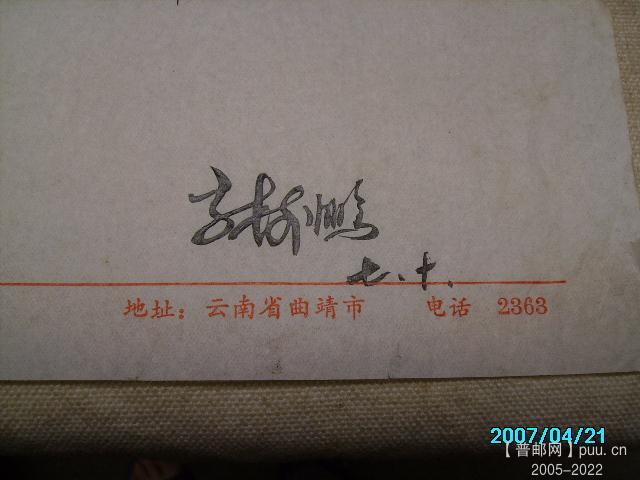 七.十.
地址：云南省曲靖市 电话 2363
2007/04/21
【普邮网】puu.cn
2005-2022